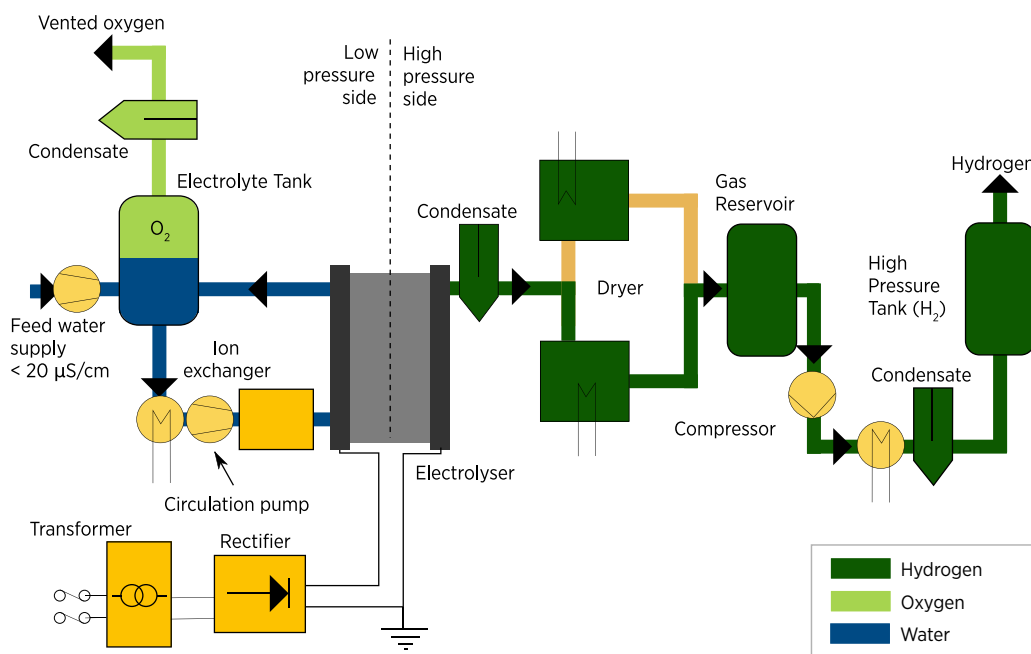 Vented oxygen
Low
pressure
side
High
pressure
side
Condensate
Electrolyte Tank
O₂
Condensate
Gas
Reservoir
Hydrogen
Dryer
High
Pressure
Tank (H₂)
Feed water
supply
< 20 µS/cm
Ion
exchanger
Condensate
Compressor
Electrolyser
Circulation pump
Transformer
Rectifier
Hydrogen
Oxygen
Water